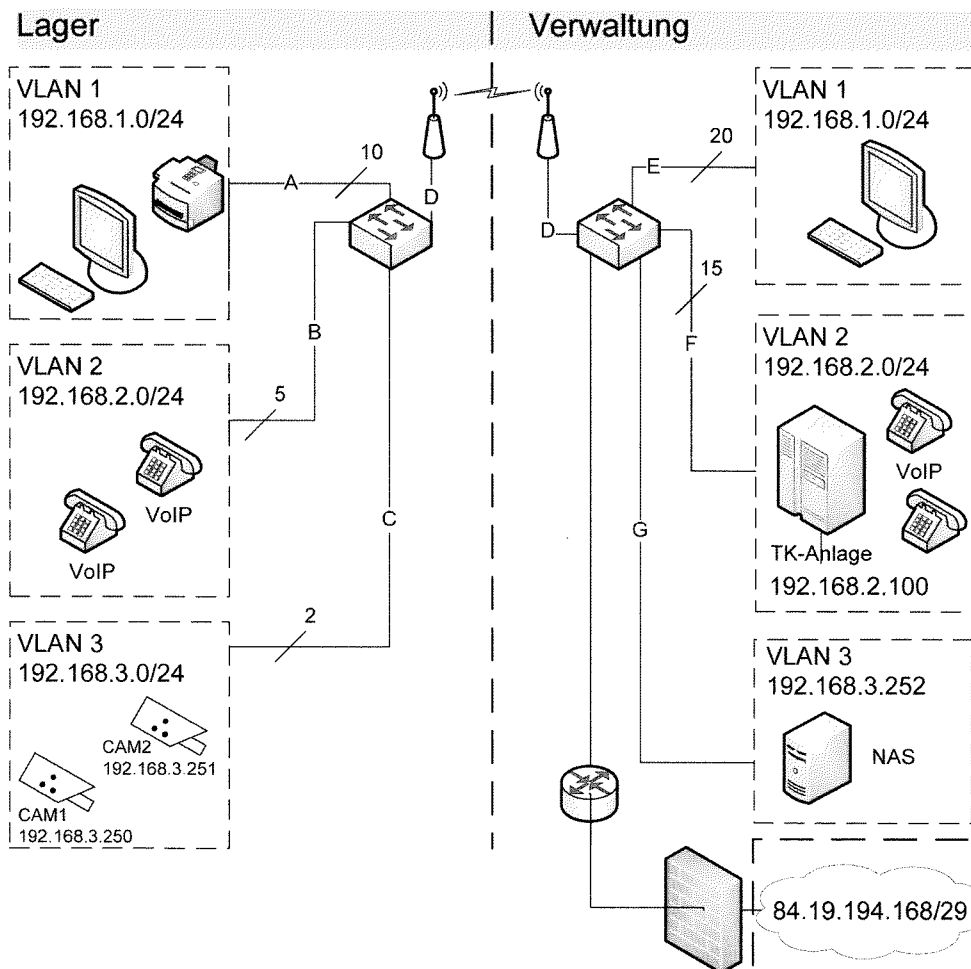 Lager
Verwaltung
VLAN 1
192.168.1.0/24
10
A
D
B
VLAN 2
192.168.2.0/24
5
VoIP
VoIP
C
2
VLAN 3
192.168.3.0/24
CAM2
192.168.3.251
CAM1
192.168.3.250
D
E
20
VLAN 1
192.168.1.0/24
15
F
VLAN 2
192.168.2.0/24
VoIP
TK-Anlage
192.168.2.100
G
VLAN 3
192.168.3.252
NAS
84.19.194.168/29